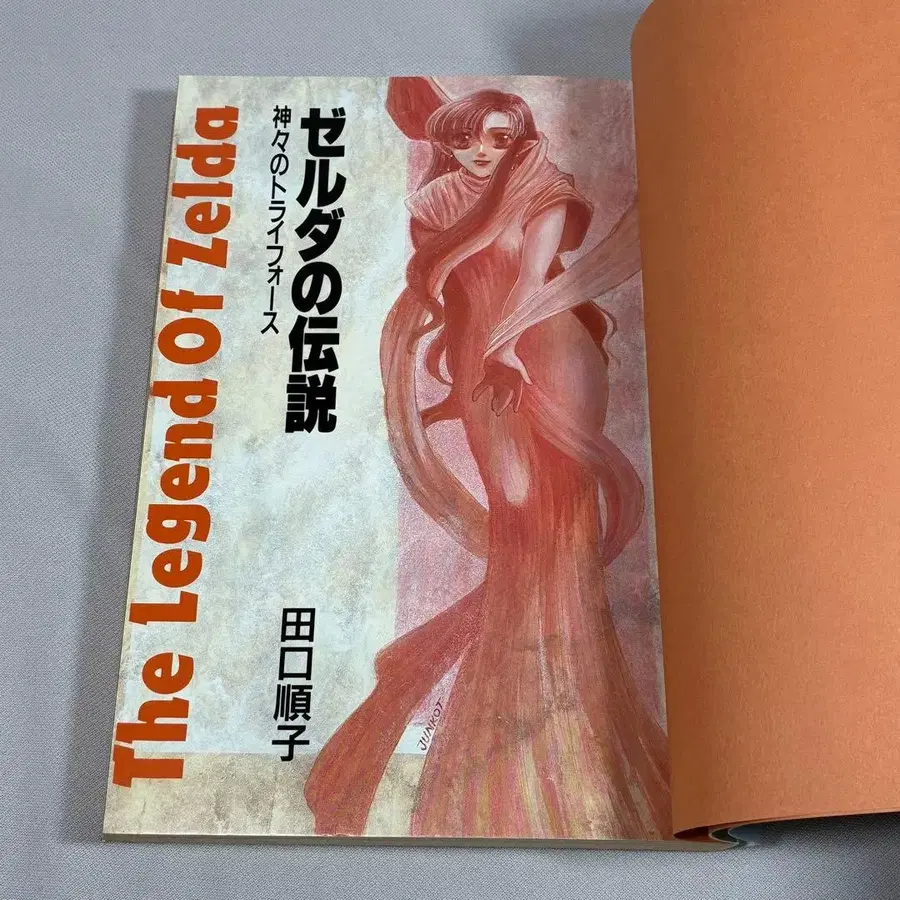 The Legend Of Zelda
ゼルダの伝説
神々のトライフォース
田口順子
JUNKO T